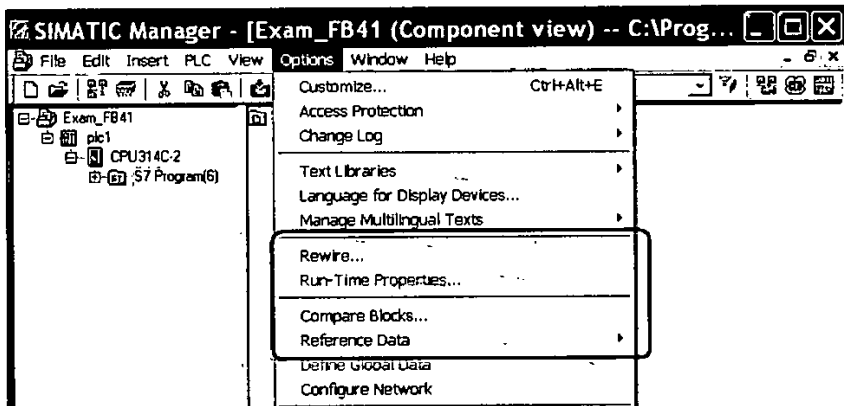 SIMATIC Manager - [Exam_FB41 (Component view) -- C:\Prog...
File Edit Insert PLC View Options Window Help
Customize... Ctrl+Alt+E
Access Protection
Change Log
Text Libraries
Language for Display Devices...
Manage Multilingual Texts
Rewire...
Run-Time Properties...
Compare Blocks...
Reference Data
Define Global Data
Configure Network
Exam_FB41
plc1
CPU314C-2
S7 Program(6)